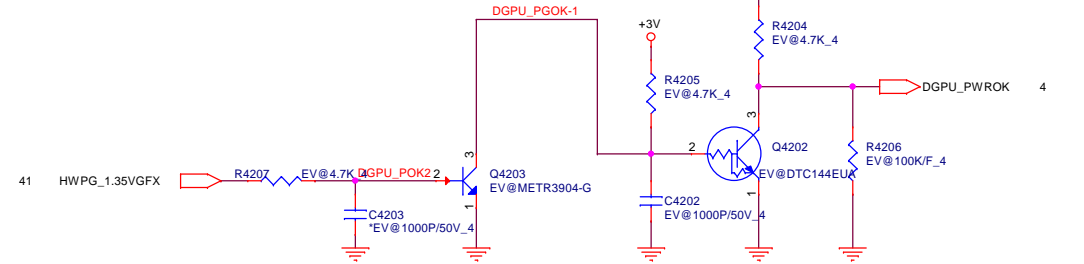 DGPU_PGOK-1
+3V
R4204
EV@4.7K_4
R4205
EV@4.7K_4
DGPU_PWROK 4
3
2
Q4202
EV@DTC144EUA
1
R4206
EV@100K/F_4
3
Q4203
EV@METR3904-G
1
41 HWPG_1.35VGFX
R4207 EV@4.7K_4
DGPU_POK2
2
C4203
*EV@1000P/50V_4
C4202
EV@1000P/50V_4